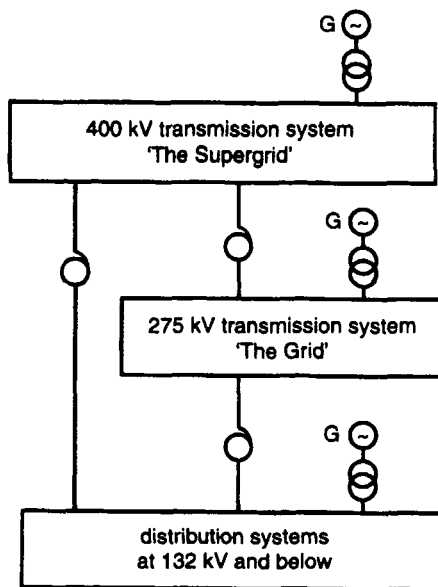 G ~
400 kV transmission system
'The Supergrid'
G ~
275 kV transmission system
'The Grid'
G ~
distribution systems
at 132 kV and below